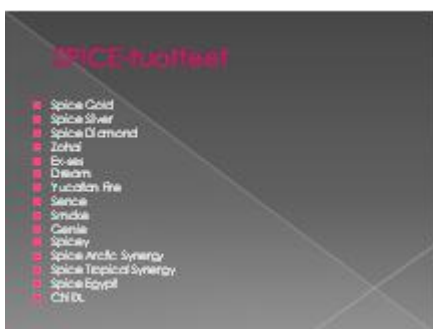 SPICE-tuotteet
Spice Gold
Spice Silver
Spice Diamond
Zohai
Ex-ses
Dream
Yucatan Fire
Sence
Smoke
Genie
Spicey
Spice Arctic Synergy
Spice Tropical Synergy
Spice Egypt